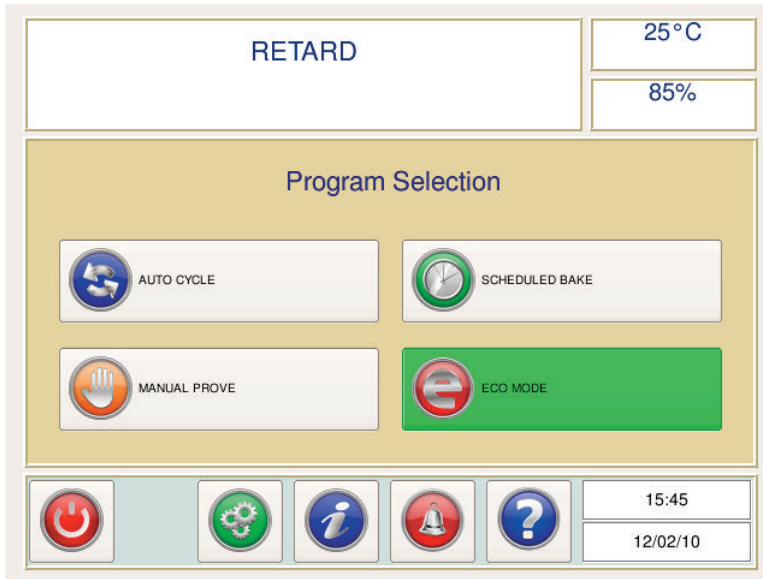 RETARD
25°C
85%
Program Selection
AUTO CYCLE
SCHEDULED BAKE
MANUAL PROVE
ECO MODE
15:45
12/02/10